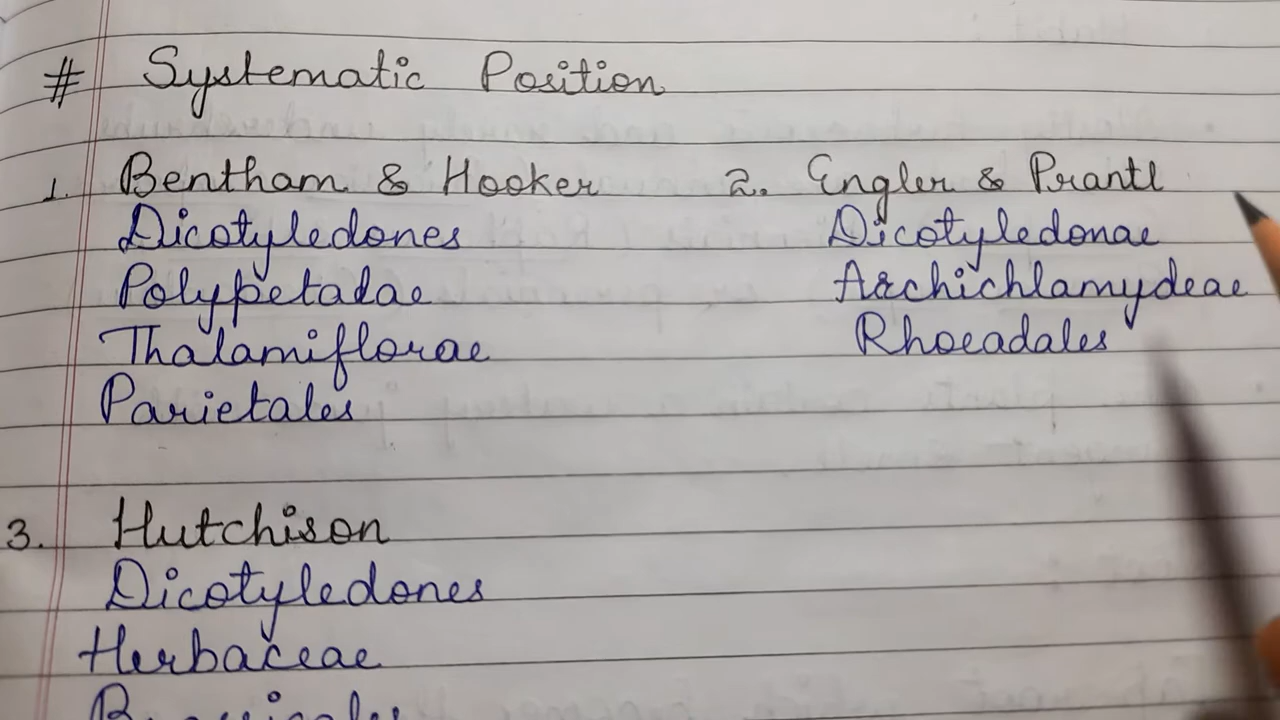 # Systematic Position
1. Bentham & Hooker
Dicotyledones
Polypetalae
Thalamiflorae
Parietales
2. Engler & Prantl
Dicotyledonae
Archichlamydeae
Rhoeadales
3. Hutchison
Dicotyledones
Herbaceae